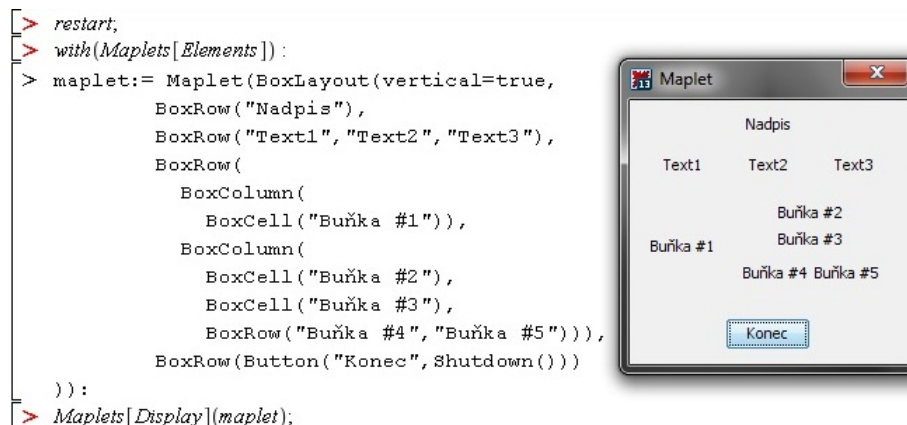 > restart;
> with(Maplets[Elements]) :
> maplet:= Maplet(BoxLayout(vertical=true,
BoxRow("Nadpis"),
BoxRow("Text1","Text2","Text3"),
BoxRow(
BoxColumn(
BoxCell("Buňka #1")),
BoxColumn(
BoxCell("Buňka #2"),
BoxCell("Buňka #3"),
BoxRow("Buňka #4","Buňka #5"))),
BoxRow(Button("Konec",Shutdown()))
)):
> Maplets[Display](maplet);
13 Maplet
Nadpis
Text1 Text2 Text3
Buňka #2
Buňka #3
Buňka #1
Buňka #4 Buňka #5
Konec